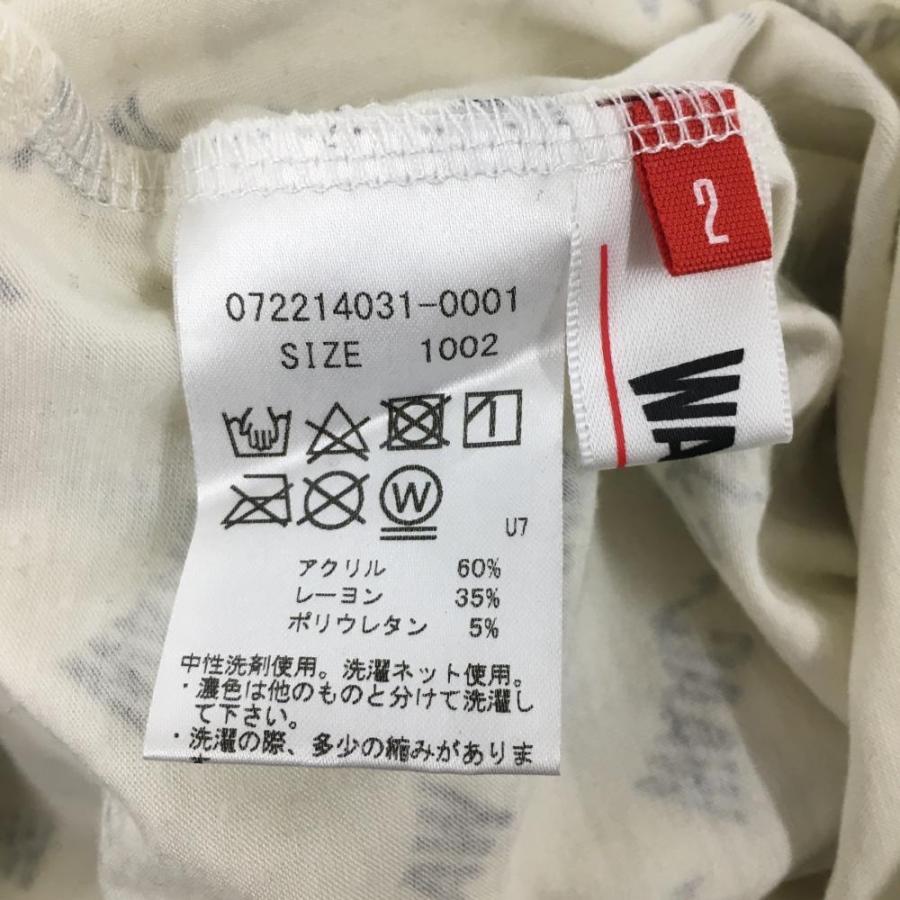 2
WA
072214031-0001
SIZE 1002
W
U7
アクリル 60%
レーヨン 35%
ポリウレタン 5%
中性洗剤使用。洗濯ネット使用。
・濃色は他のものと分けて洗濯し
て下さい。
・洗濯の際、多少の縮みがありま